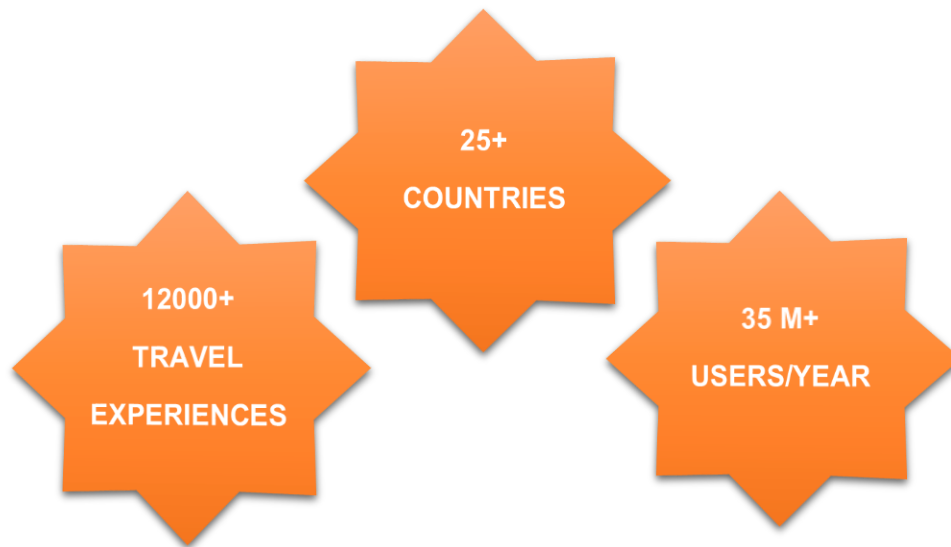 25+
COUNTRIES
12000+
TRAVEL
EXPERIENCES
35 M+
USERS/YEAR